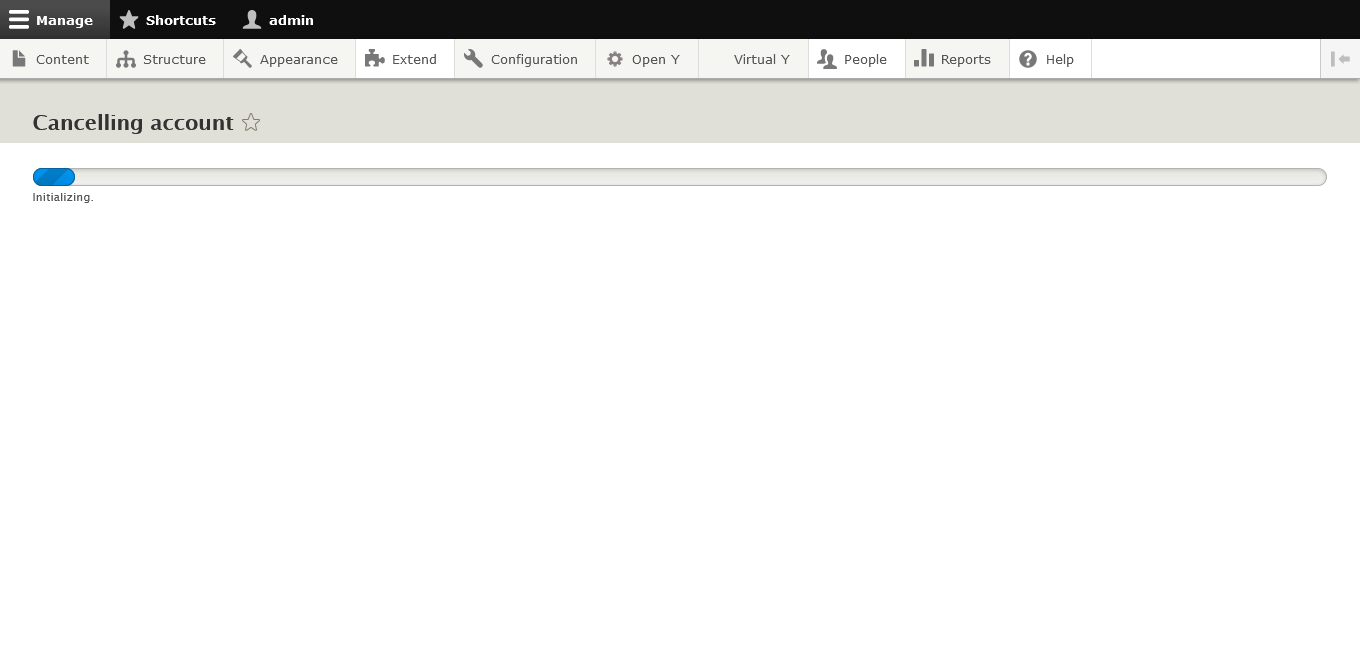 Manage Shortcuts admin
Content Structure Appearance Extend Configuration Open Y Virtual Y People Reports Help
Cancelling account
Initializing.